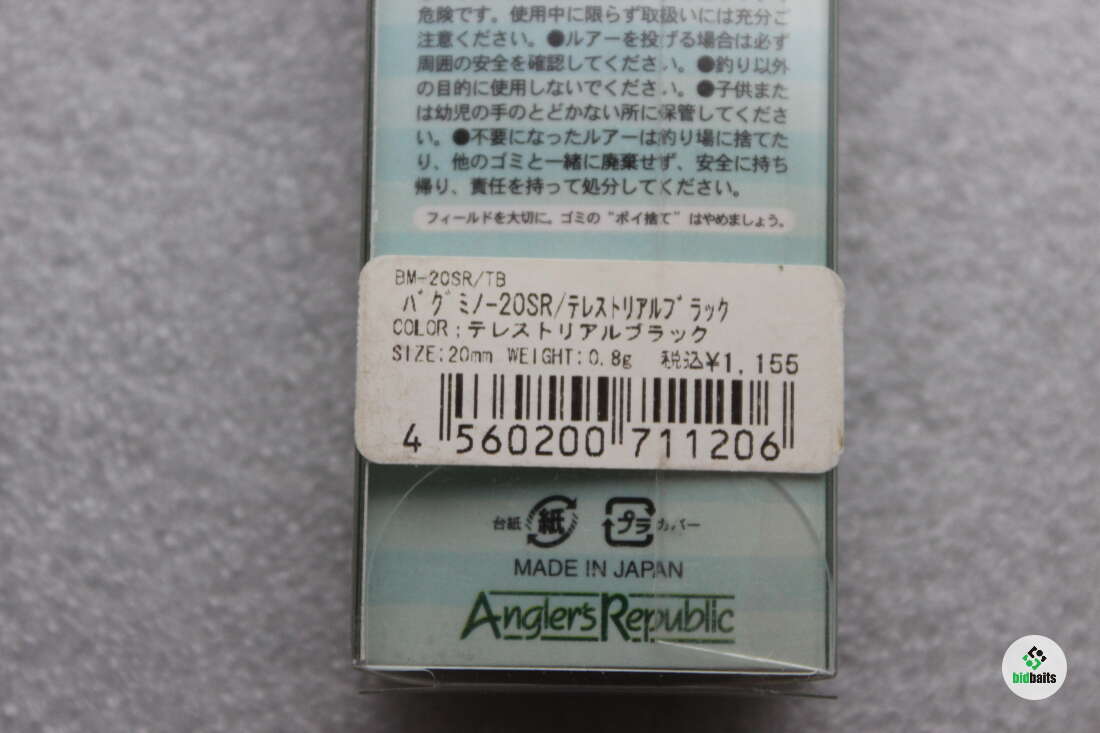 危険です。使用中に限らず取扱いには充分ご
注意ください。●ルアーを投げる場合は必ず
周囲の安全を確認してください。●釣り以外
の目的に使用しないでください。●子供また
は幼児の手のとどかない所に保管してくださ
い。●不要になったルアーは釣り場に捨てた
り、他のゴミと一緒に廃棄せず、安全に持ち
帰り、責任を持って処分してください。
フィールドを大切に。ゴミの“ポイ捨て”はやめましょう。
BM-20SR/TB
バグミノー20SR/テレストリアルブラック
COLOR:テレストリアルブラック
SIZE:20mm WEIGHT:0.8g 税込¥1,155
4 560200 711206
台紙 紙 プラ カバー
MADE IN JAPAN
Angler's Republic
bidbaits